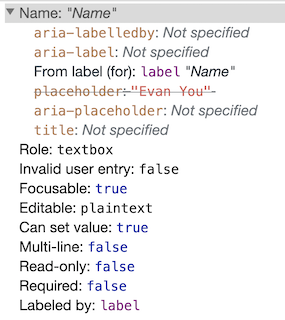 Name: "Name"
aria-labelledby: Not specified
aria-label: Not specified
From label (for): label "Name"
placeholder: "Evan You"
aria-placeholder: Not specified
title: Not specified
Role: textbox
Invalid user entry: false
Focusable: true
Editable: plaintext
Can set value: true
Multi-line: false
Read-only: false
Required: false
Labeled by: label